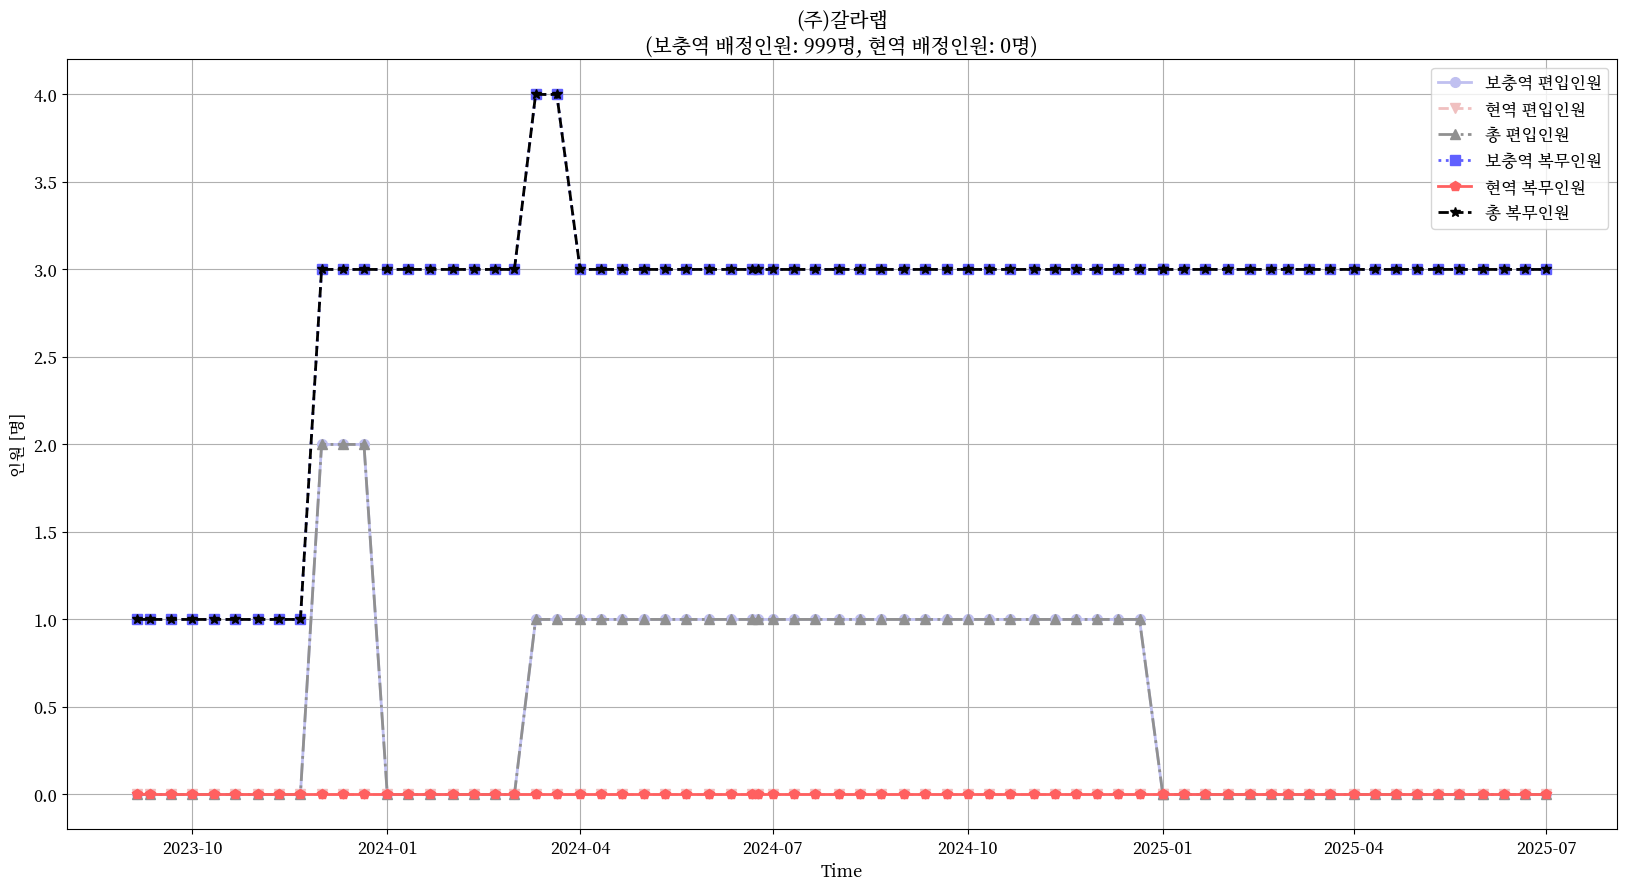 (주)갈라랩
(보충역 배정인원: 999명, 현역 배정인원: 0명)
보충역 편입인원
현역 편입인원
총 편입인원
보충역 복무인원
현역 복무인원
총 복무인원
4.0
3.5
3.0
2.5
2.0
1.5
1.0
0.5
0.0
인원 [명]
2023-10 2024-01 2024-04 2024-07 2024-10 2025-01 2025-04 2025-07
Time